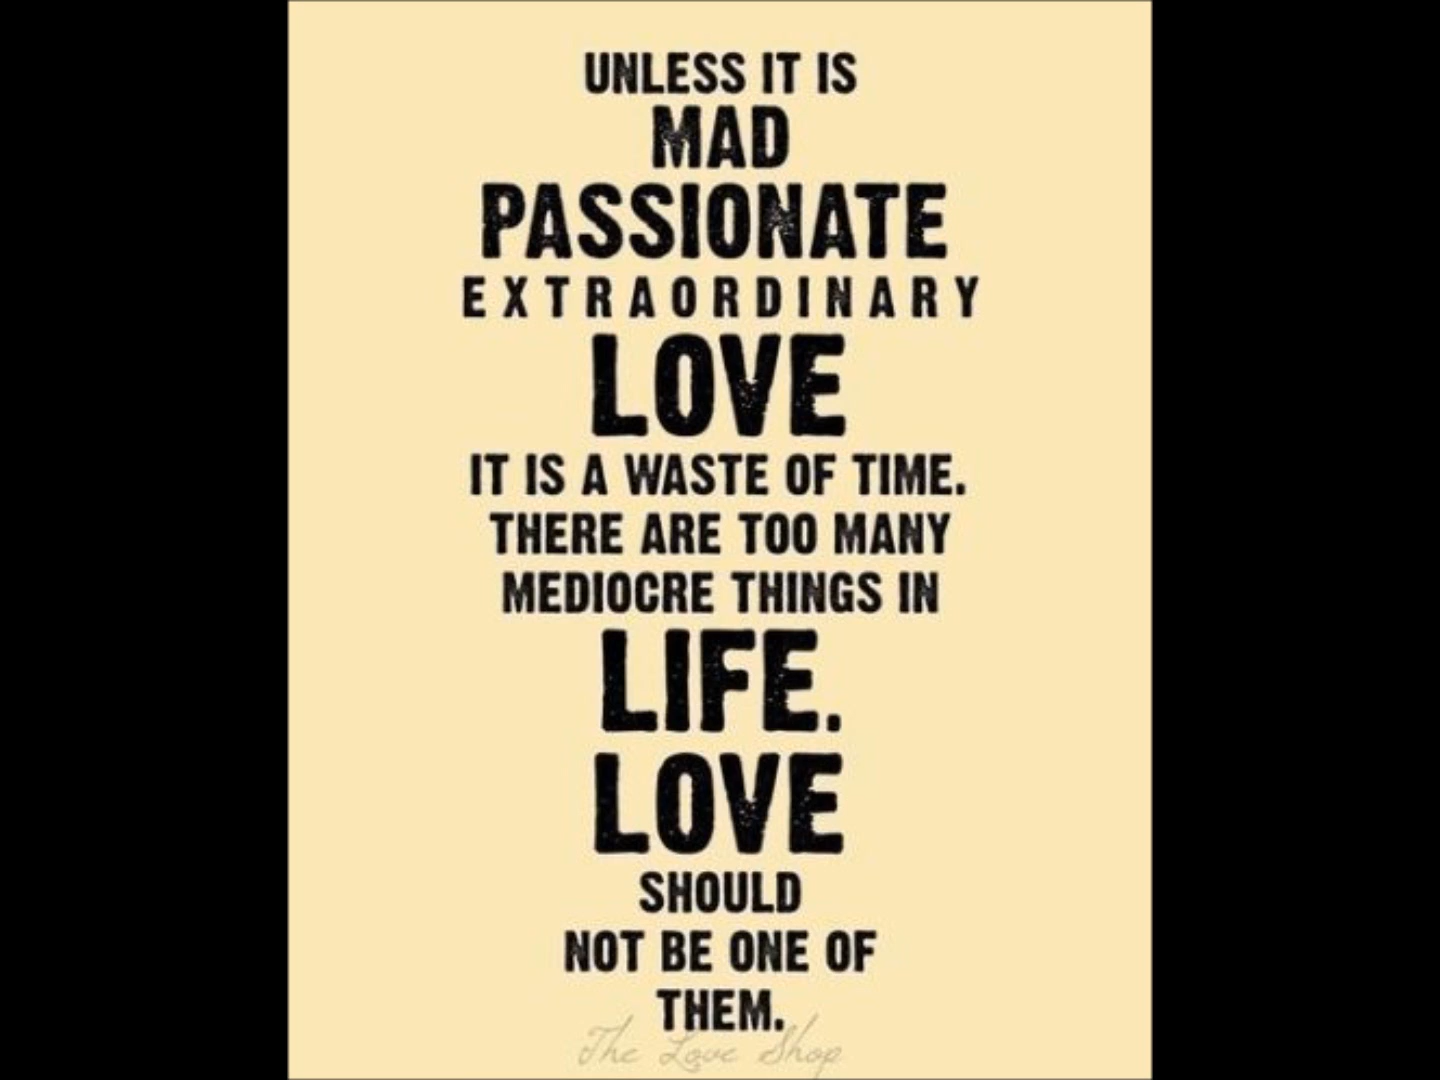 UNLESS IT IS
MAD
PASSIONATE
EXTRAORDINARY
LOVE
IT IS A WASTE OF TIME.
THERE ARE TOO MANY
MEDIOCRE THINGS IN
LIFE.
LOVE
SHOULD
NOT BE ONE OF
THEM.
The Love Shop